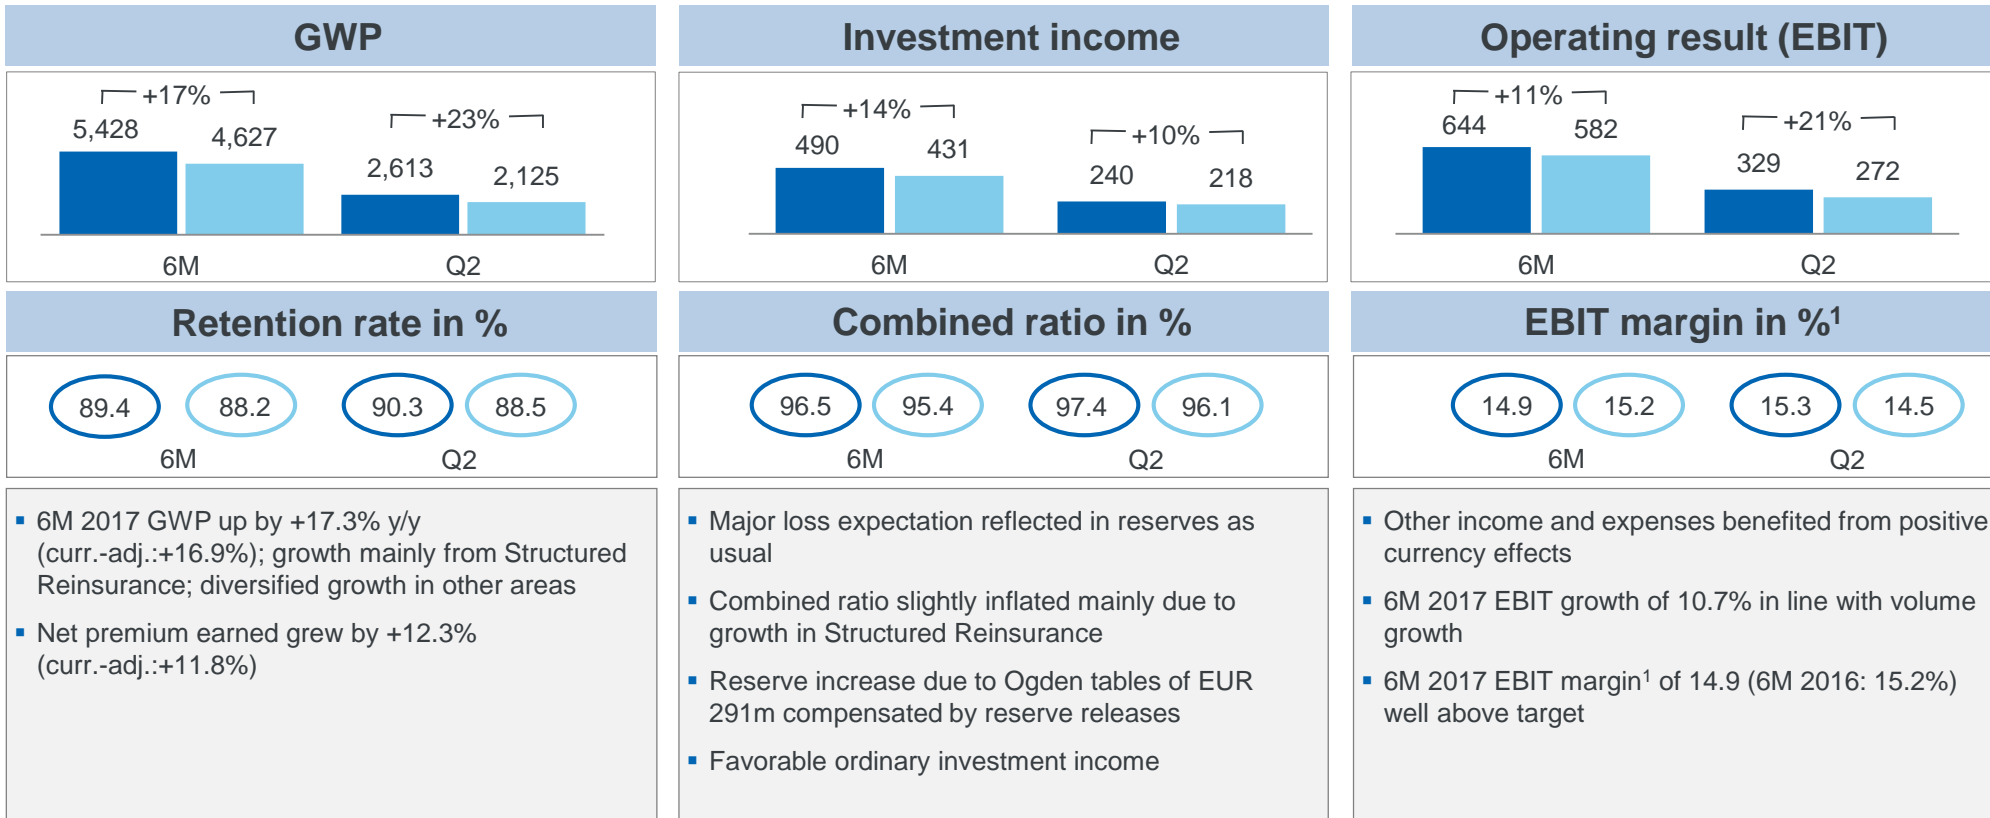 GWP
+17%
+23%
5,428
4,627
2,613
2,125
6M
Q2
Investment income
+14%
+10%
490
431
240
218
6M
Q2
Operating result (EBIT)
+11%
+21%
644
582
329
272
6M
Q2
Retention rate in %
89.4
88.2
90.3
88.5
6M
Q2
Combined ratio in %
96.5
95.4
97.4
96.1
6M
Q2
EBIT margin in %¹
14.9
15.2
15.3
14.5
6M
Q2
▪ 6M 2017 GWP up by +17.3% y/y
(curr.-adj.:+16.9%); growth mainly from Structured
Reinsurance; diversified growth in other areas
▪ Net premium earned grew by +12.3%
(curr.-adj.:+11.8%)
▪ Major loss expectation reflected in reserves as
usual
▪ Combined ratio slightly inflated mainly due to
growth in Structured Reinsurance
▪ Reserve increase due to Ogden tables of EUR
291m compensated by reserve releases
▪ Favorable ordinary investment income
▪ Other income and expenses benefited from positive
currency effects
▪ 6M 2017 EBIT growth of 10.7% in line with volume
growth
▪ 6M 2017 EBIT margin¹ of 14.9 (6M 2016: 15.2%)
well above target